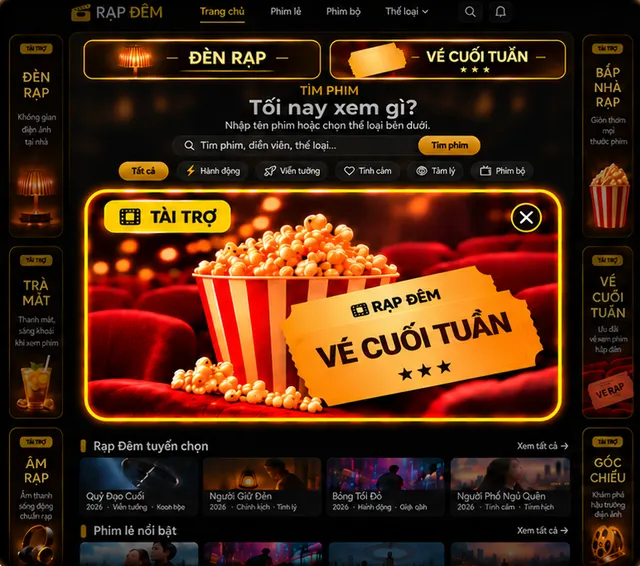 RẠP ĐÊM
Trang chủ
Phim lẻ
Phim bộ
Thể loại
TÀI TRỢ
ĐÈN
RẠP
Không gian
điện ảnh
tại nhà
TÀI TRỢ
TRÀ
MÁT
Thanh mát,
sảng khoái
khi xem phim
TÀI TRỢ
ÂM
RẠP
Âm thanh
sống động
chuẩn rạp
ĐÈN RẠP
VÉ CUỐI TUẦN
TÌM PHIM
Tối nay xem gì?
Nhập tên phim hoặc chọn thể loại bên dưới.
Tìm phim, diễn viên, thể loại...
Tìm phim
Tất cả
Hành động
Viễn tưởng
Tình cảm
Tâm lý
Phim bộ
TÀI TRỢ
RẠP ĐÊM
VÉ CUỐI TUẦN
Rạp Đêm tuyển chọn
Xem tất cả →
Quỹ Đạo Cuối
2026 · Viễn tưởng ·
Người Giữ Đèn
2026 · Chính kịch · Tâm lý
Bóng Tối Đỏ
2026 · Hành động ·
Người Phố Ngủ Quên
2026 · Tình cảm ·
Phim lẻ nổi bật
Xem tất cả →
TÀI TRỢ
BẮP
NHÀ
RẠP
Giòn thơm
mọi
thước phim
TÀI TRỢ
VÉ
CUỐI
TUẦN
Ưu đãi
vé xem phim
hấp dẫn
VÉ RẠP
TÀI TRỢ
GÓC
CHIẾU
Khám phá
hậu trường
điện ảnh